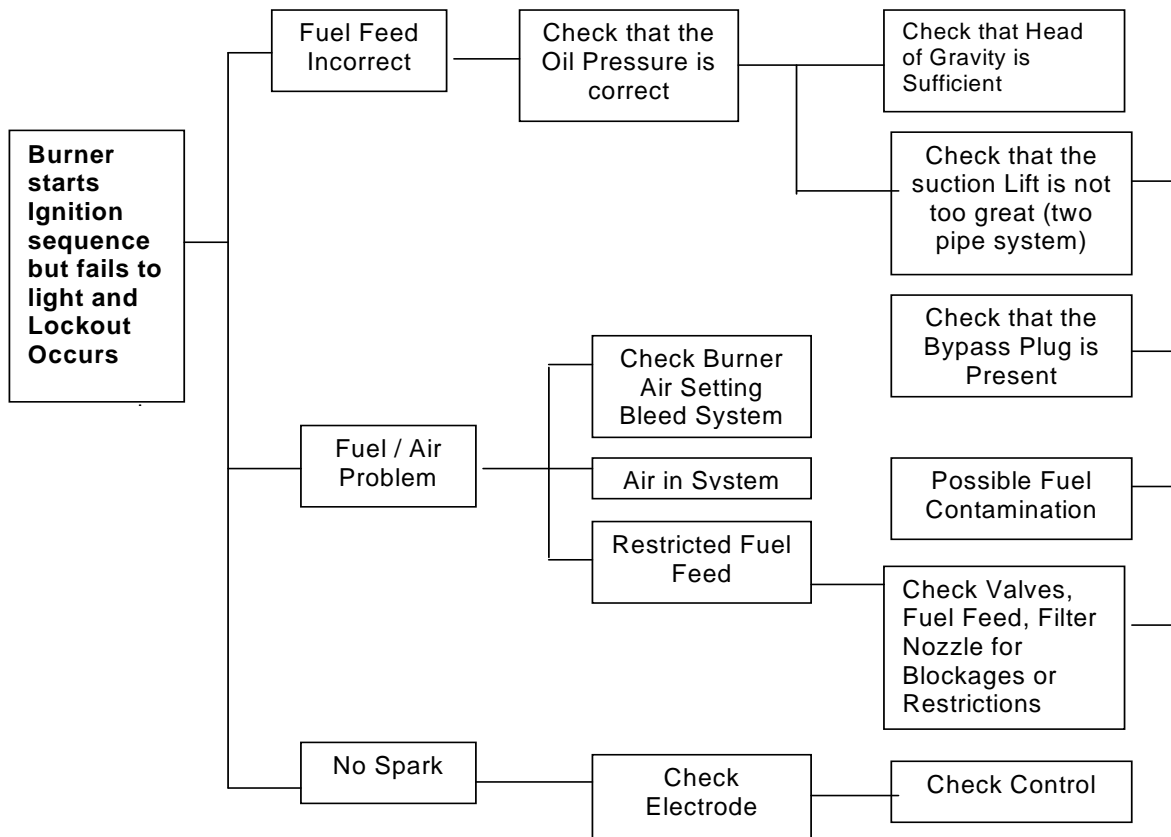 Burner
starts
Ignition
sequence
but fails to
light and
Lockout
Occurs
Fuel Feed
Incorrect
Check that the
Oil Pressure is
correct
Check that Head
of Gravity is
Sufficient
Check that the
suction Lift is not
too great (two
pipe system)
Check that the
Bypass Plug is
Present
Fuel / Air
Problem
Check Burner
Air Setting
Bleed System
Air in System
Restricted Fuel
Feed
Possible Fuel
Contamination
Check Valves,
Fuel Feed, Filter
Nozzle for
Blockages or
Restrictions
No Spark
Check
Electrode
Check Control